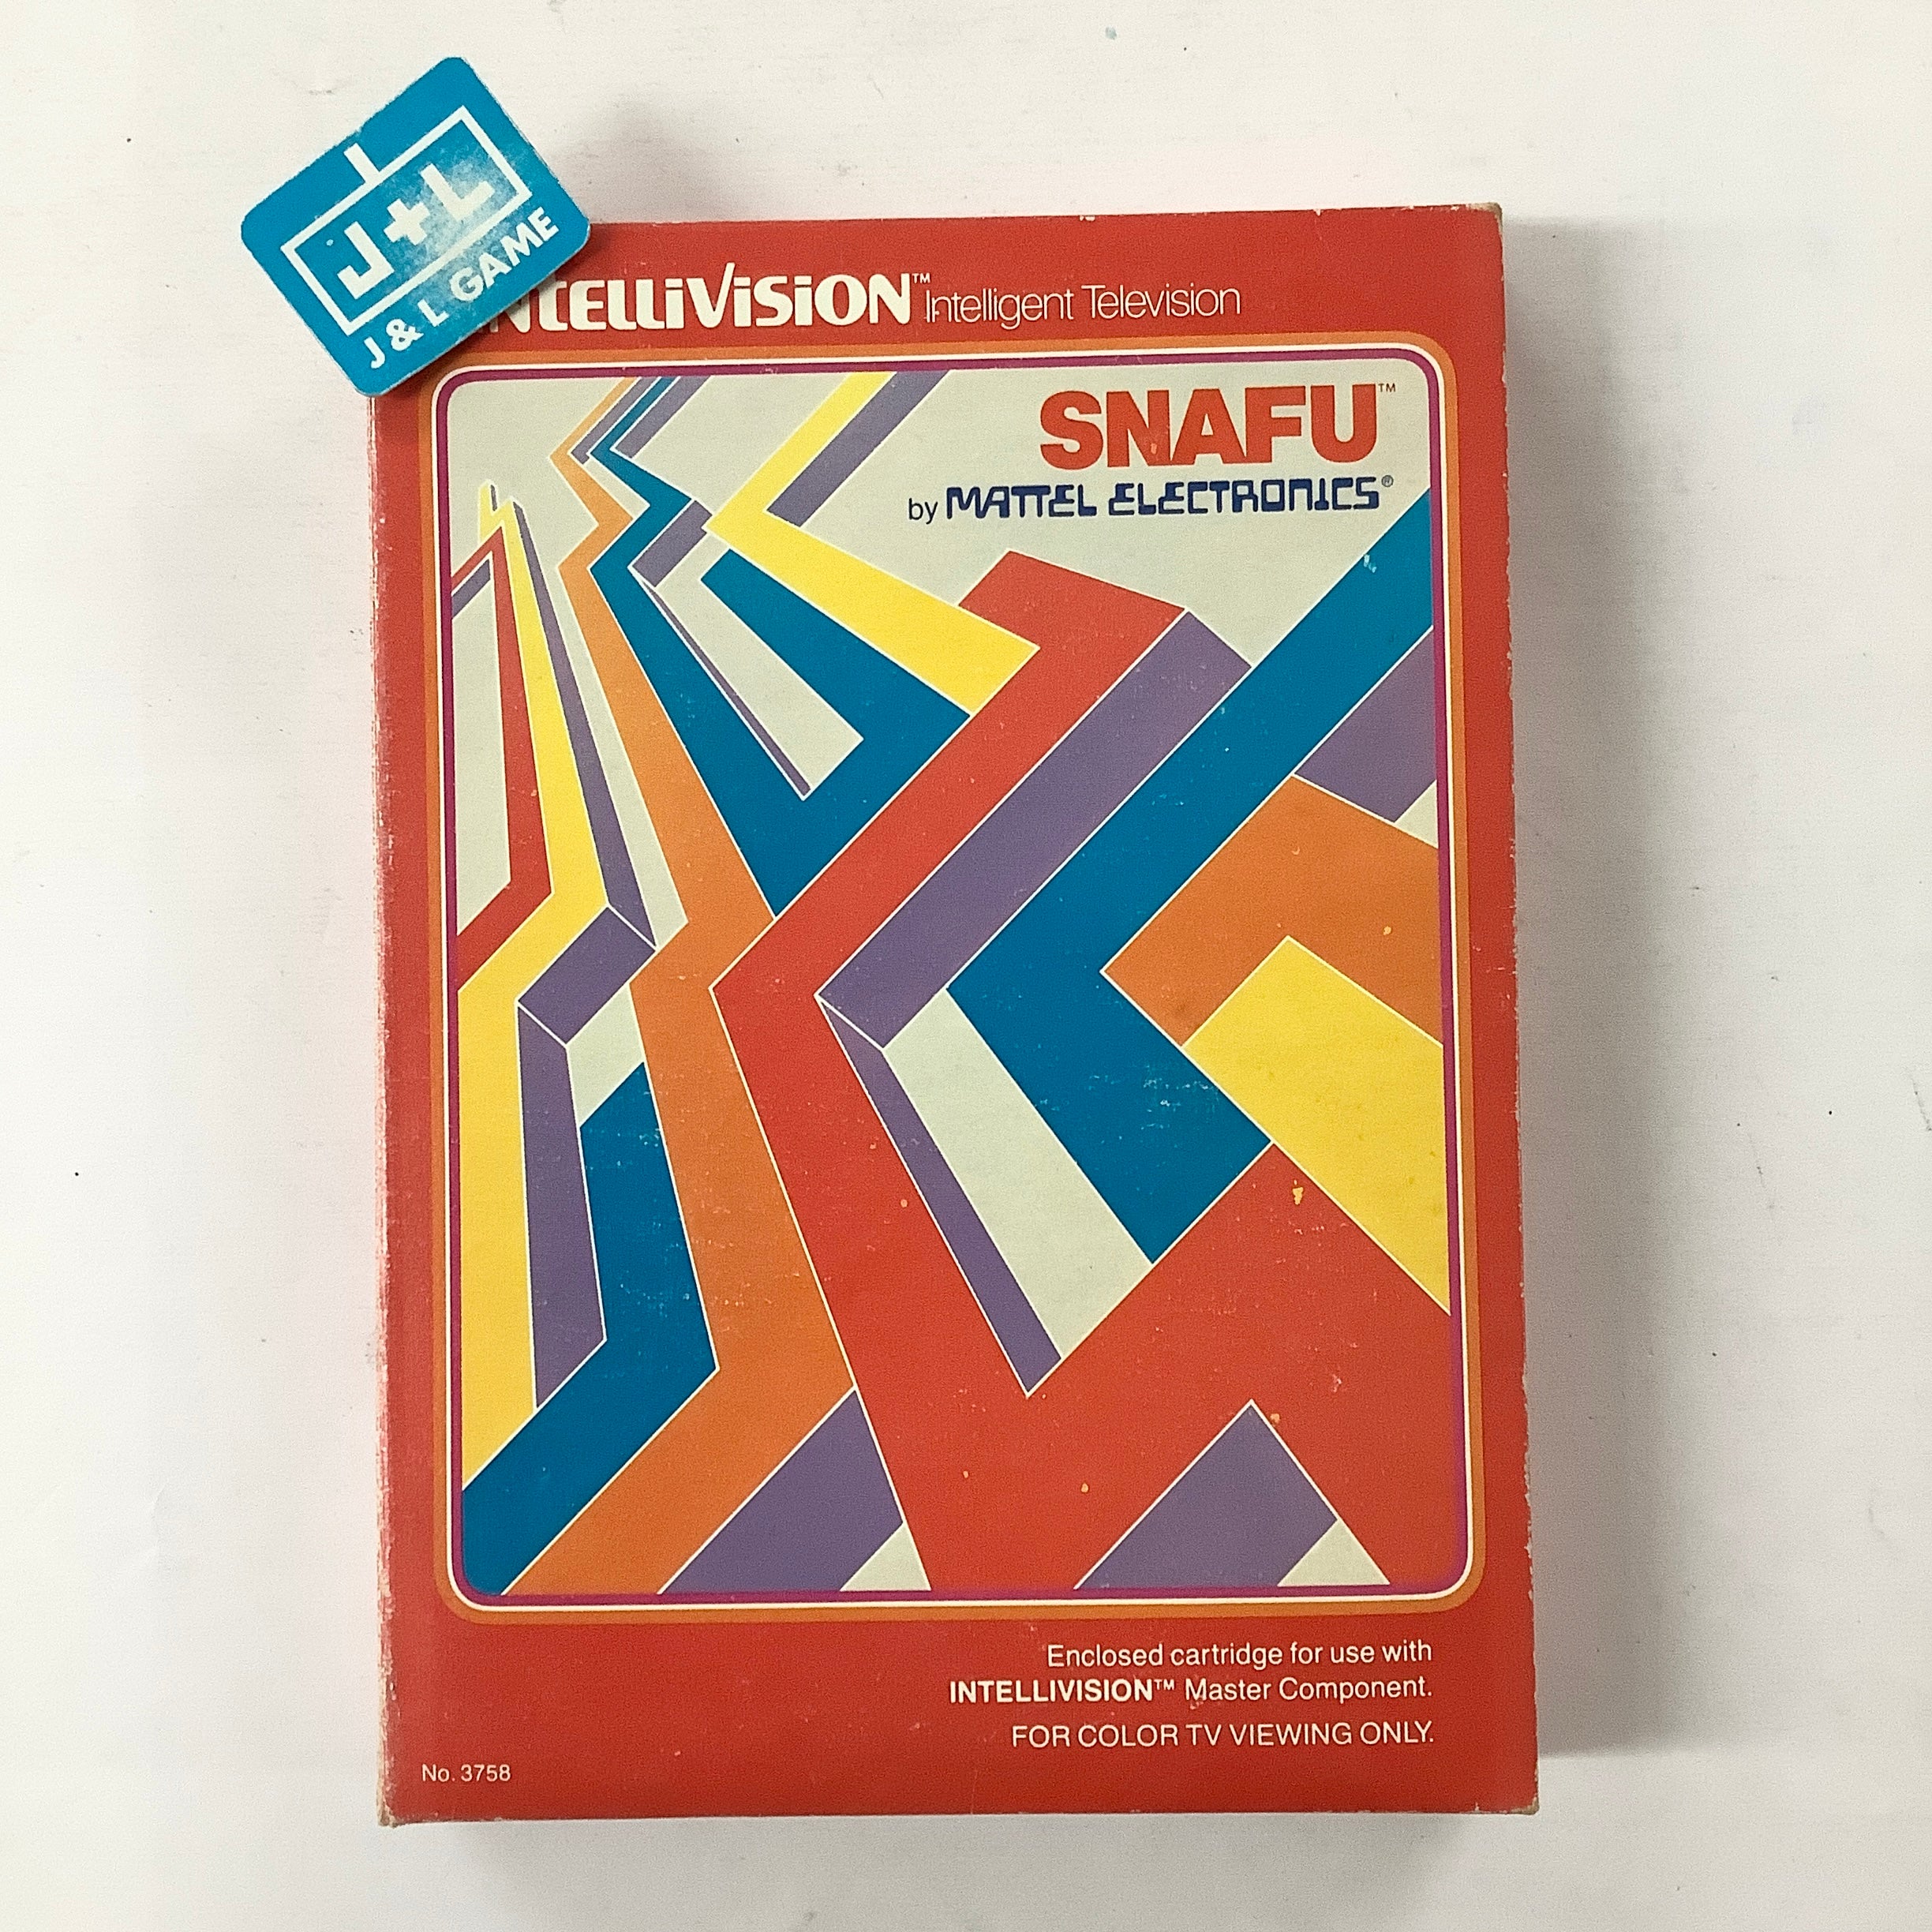 J+L
J & L GAME
INTELLIVISION™ Intelligent Television
SNAFU™
by MATTEL ELECTRONICS®
Enclosed cartridge for use with
INTELLIVISION™ Master Component.
FOR COLOR TV VIEWING ONLY.
No. 3758